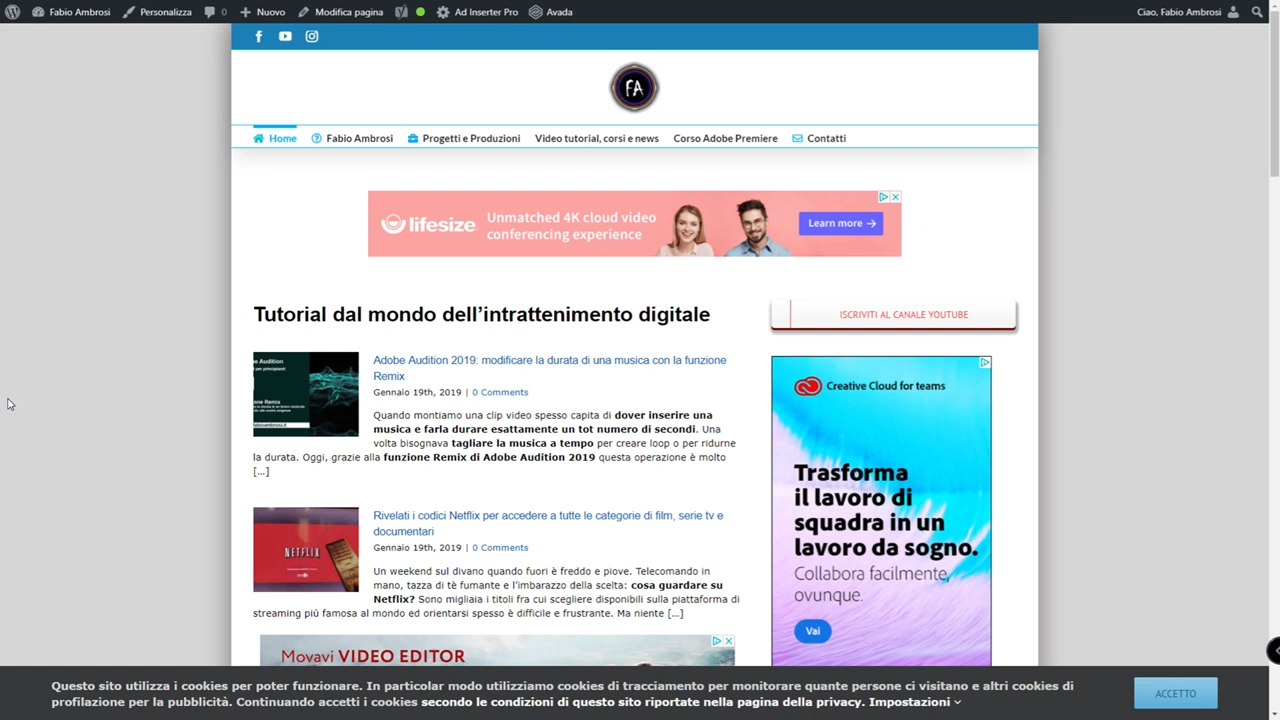 Fabio Ambrosi Personalizza 0 Nuovo Modifica pagina Ad Inserter Pro Avada Ciao, Fabio Ambrosi
FA
Home Fabio Ambrosi Progetti e Produzioni Video tutorial, corsi e news Corso Adobe Premiere Contatti
lifesize Unmatched 4K cloud video
conferencing experience
Learn more →
Tutorial dal mondo dell’intrattenimento digitale
ISCRIVITI AL CANALE YOUTUBE
Adobe Audition 2019: modificare la durata di una musica con la funzione
Remix
Gennaio 19th, 2019 | 0 Comments
Quando montiamo una clip video spesso capita di dover inserire una
musica e farla durare esattamente un tot numero di secondi. Una
volta bisognava tagliare la musica a tempo per creare loop o per ridurne
la durata. Oggi, grazie alla funzione Remix di Adobe Audition 2019 questa operazione è molto
[...]
NETFLIX
Rivelati i codici Netflix per accedere a tutte le categorie di film, serie tv e
documentari
Gennaio 19th, 2019 | 0 Comments
Un weekend sul divano quando fuori è freddo e piove. Telecomando in
mano, tazza di tè fumante e l’imbarazzo della scelta: cosa guardare su
Netflix? Sono migliaia i titoli fra cui scegliere disponibili sulla piattaforma di
streaming più famosa al mondo ed orientarsi spesso è difficile e frustrante. Ma niente [...]
Movavi VIDEO EDITOR
Creative Cloud for teams
Trasforma
il lavoro di
squadra in un
lavoro da sogno.
Collabora facilmente,
ovunque.
Vai
Questo sito utilizza i cookies per poter funzionare. In particolar modo utilizziamo cookies di tracciamento per monitorare quante persone ci visitano e altri cookies di
profilazione per la pubblicità. Continuando accetti i cookies secondo le condizioni di questo sito riportate nella pagina della privacy. Impostazioni
ACCETTO